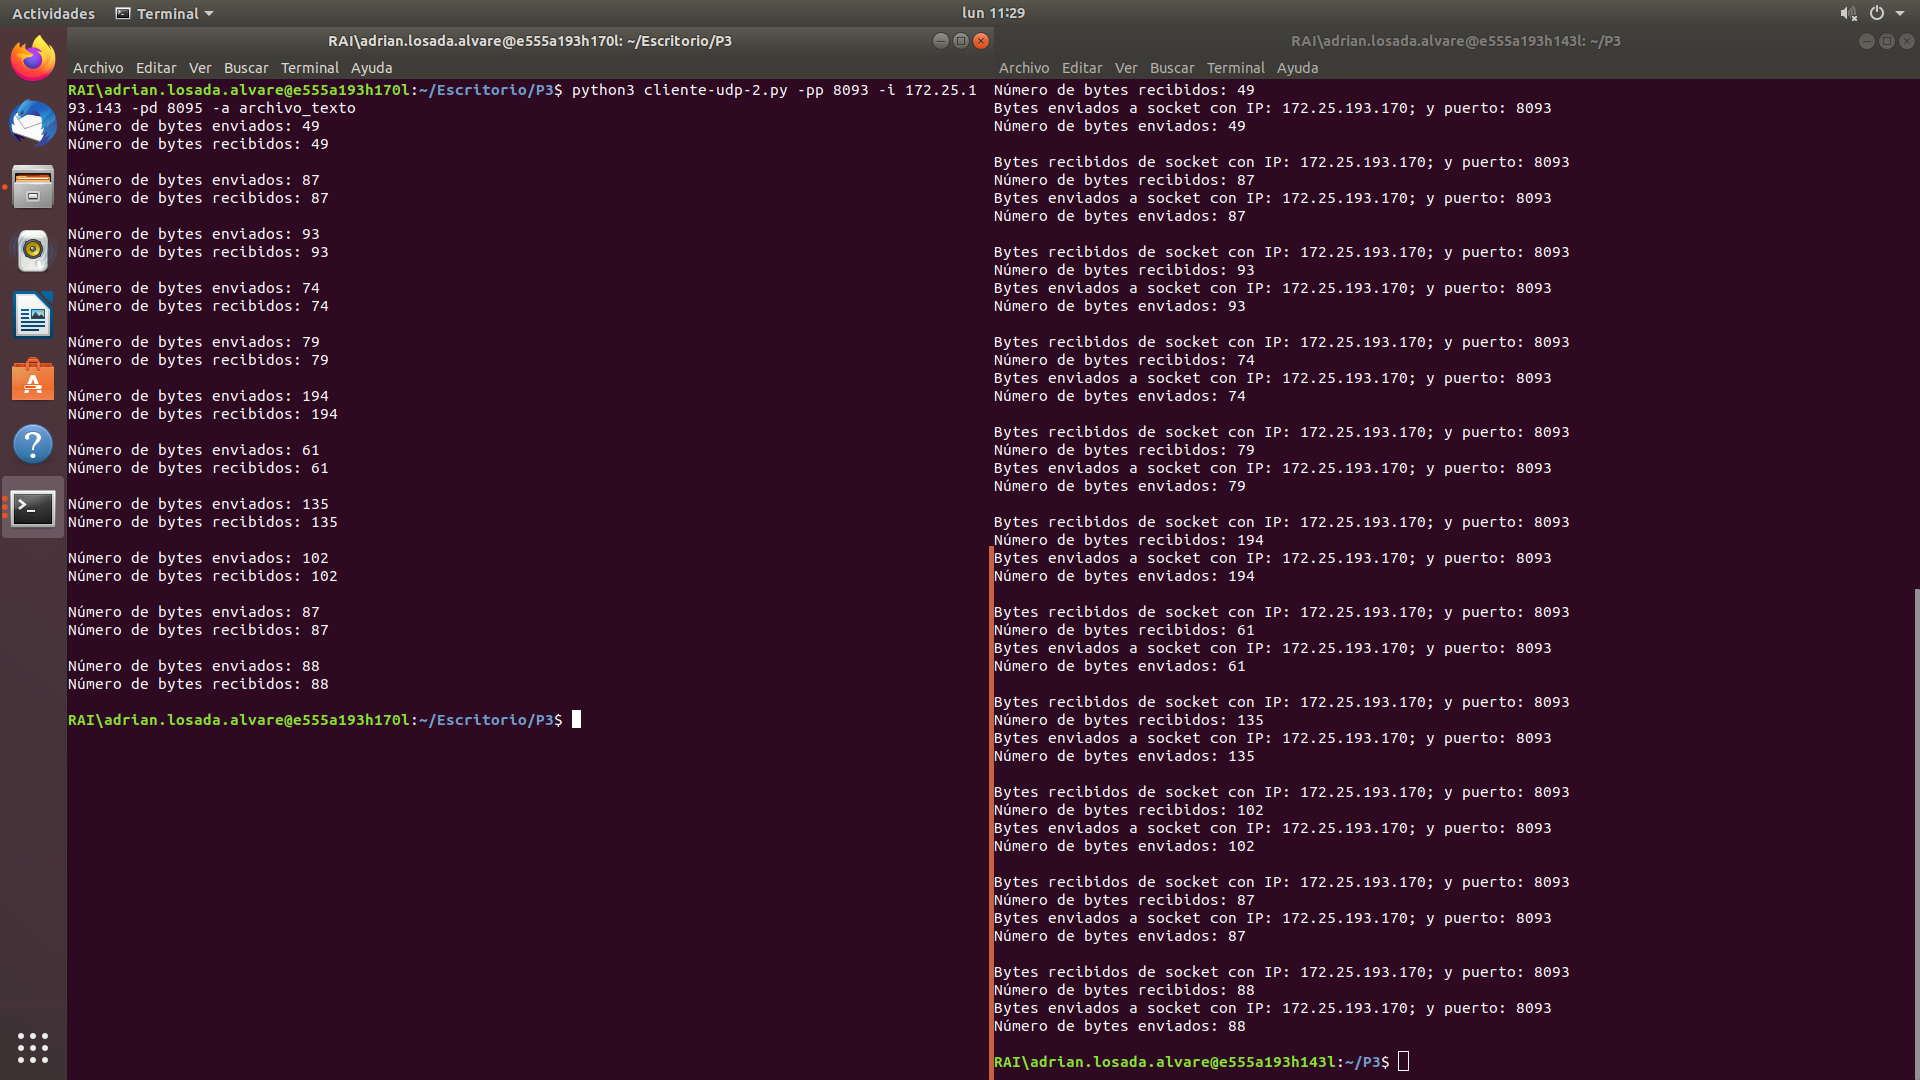 Actividades
Terminal
lun 11:29
RAI\adrian.losada.alvare@e555a193h170l: ~/Escritorio/P3
Archivo Editar Ver Buscar Terminal Ayuda
RAI\adrian.losada.alvare@e555a193h170l:~/Escritorio/P3$ python3 cliente-udp-2.py -pp 8093 -i 172.25.1
93.143 -pd 8095 -a archivo_texto
Número de bytes enviados: 49
Número de bytes recibidos: 49
Número de bytes enviados: 87
Número de bytes recibidos: 87
Número de bytes enviados: 93
Número de bytes recibidos: 93
Número de bytes enviados: 74
Número de bytes recibidos: 74
Número de bytes enviados: 79
Número de bytes recibidos: 79
Número de bytes enviados: 194
Número de bytes recibidos: 194
Número de bytes enviados: 61
Número de bytes recibidos: 61
Número de bytes enviados: 135
Número de bytes recibidos: 135
Número de bytes enviados: 102
Número de bytes recibidos: 102
Número de bytes enviados: 87
Número de bytes recibidos: 87
Número de bytes enviados: 88
Número de bytes recibidos: 88
RAI\adrian.losada.alvare@e555a193h170l:~/Escritorio/P3$
RAI\adrian.losada.alvare@e555a193h143l: ~/P3
Archivo Editar Ver Buscar Terminal Ayuda
Número de bytes recibidos: 49
Bytes enviados a socket con IP: 172.25.193.170; y puerto: 8093
Número de bytes enviados: 49
Bytes recibidos de socket con IP: 172.25.193.170; y puerto: 8093
Número de bytes recibidos: 87
Bytes enviados a socket con IP: 172.25.193.170; y puerto: 8093
Número de bytes enviados: 87
Bytes recibidos de socket con IP: 172.25.193.170; y puerto: 8093
Número de bytes recibidos: 93
Bytes enviados a socket con IP: 172.25.193.170; y puerto: 8093
Número de bytes enviados: 93
Bytes recibidos de socket con IP: 172.25.193.170; y puerto: 8093
Número de bytes recibidos: 74
Bytes enviados a socket con IP: 172.25.193.170; y puerto: 8093
Número de bytes enviados: 74
Bytes recibidos de socket con IP: 172.25.193.170; y puerto: 8093
Número de bytes recibidos: 79
Bytes enviados a socket con IP: 172.25.193.170; y puerto: 8093
Número de bytes enviados: 79
Bytes recibidos de socket con IP: 172.25.193.170; y puerto: 8093
Número de bytes recibidos: 194
Bytes enviados a socket con IP: 172.25.193.170; y puerto: 8093
Número de bytes enviados: 194
Bytes recibidos de socket con IP: 172.25.193.170; y puerto: 8093
Número de bytes recibidos: 61
Bytes enviados a socket con IP: 172.25.193.170; y puerto: 8093
Número de bytes enviados: 61
Bytes recibidos de socket con IP: 172.25.193.170; y puerto: 8093
Número de bytes recibidos: 135
Bytes enviados a socket con IP: 172.25.193.170; y puerto: 8093
Número de bytes enviados: 135
Bytes recibidos de socket con IP: 172.25.193.170; y puerto: 8093
Número de bytes recibidos: 102
Bytes enviados a socket con IP: 172.25.193.170; y puerto: 8093
Número de bytes enviados: 102
Bytes recibidos de socket con IP: 172.25.193.170; y puerto: 8093
Número de bytes recibidos: 87
Bytes enviados a socket con IP: 172.25.193.170; y puerto: 8093
Número de bytes enviados: 87
Bytes recibidos de socket con IP: 172.25.193.170; y puerto: 8093
Número de bytes recibidos: 88
Bytes enviados a socket con IP: 172.25.193.170; y puerto: 8093
Número de bytes enviados: 88
RAI\adrian.losada.alvare@e555a193h143l:~/P3$